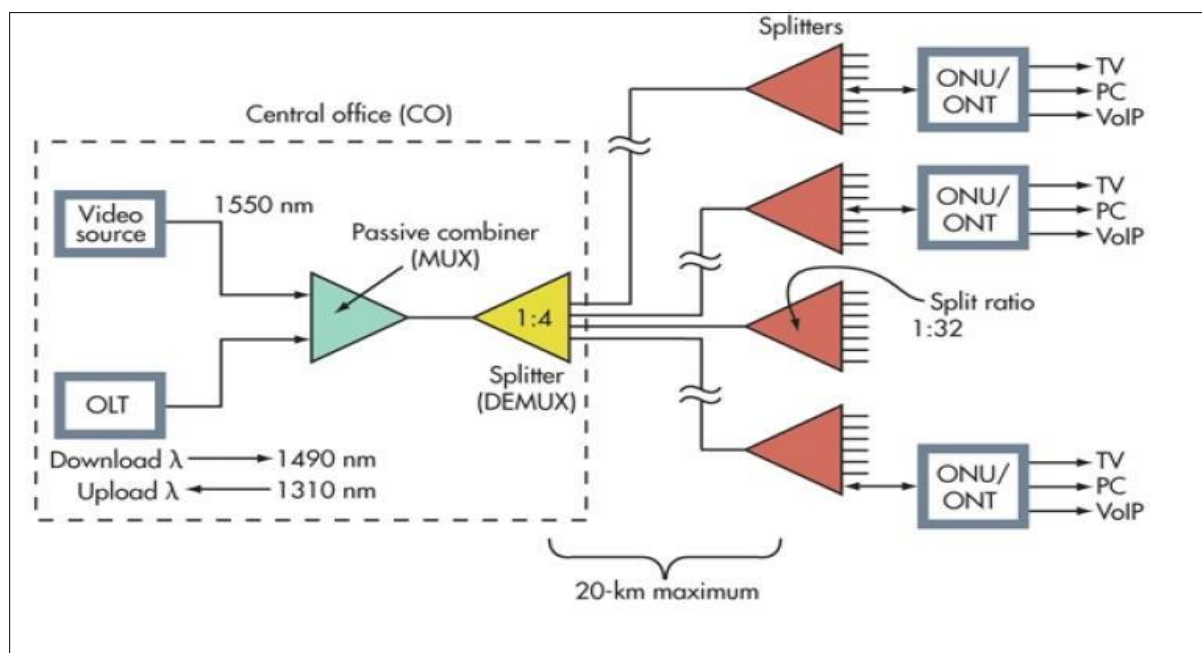 Splitters
ONU/
ONT
TV
PC
VoIP
Central office (CO)
Video
source
1550 nm
Passive combiner
(MUX)
ONU/
ONT
TV
PC
VoIP
1:4
Split ratio
1:32
Splitter
(DEMUX)
OLT
Download λ
1490 nm
Upload λ
1310 nm
ONU/
ONT
TV
PC
VoIP
20-km maximum